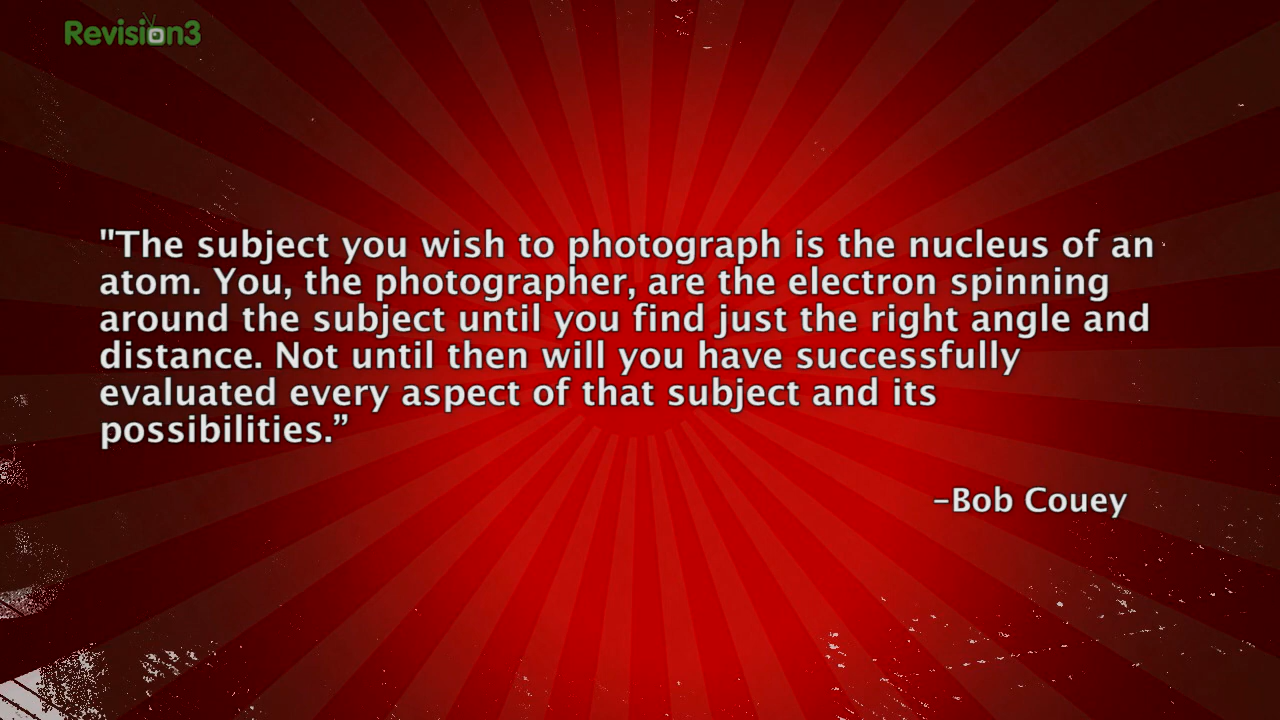 Revision3
"The subject you wish to photograph is the nucleus of an
atom. You, the photographer, are the electron spinning
around the subject until you find just the right angle and
distance. Not until then will you have successfully
evaluated every aspect of that subject and its
possibilities.”
–Bob Couey